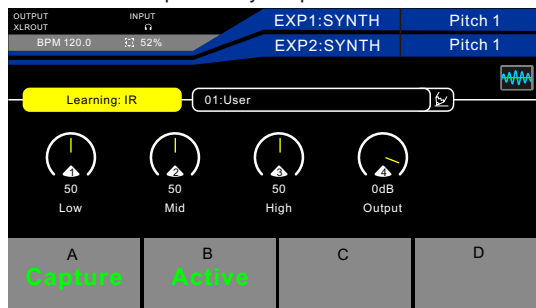 OUTPUT INPUT
XLROUT
BPM 120.0 52%
EXP1:SYNTH Pitch 1
EXP2:SYNTH Pitch 1
Learning: IR 01:User
1 2 3 4
50 50 50 0dB
Low Mid High Output
A B C D
Capture Active